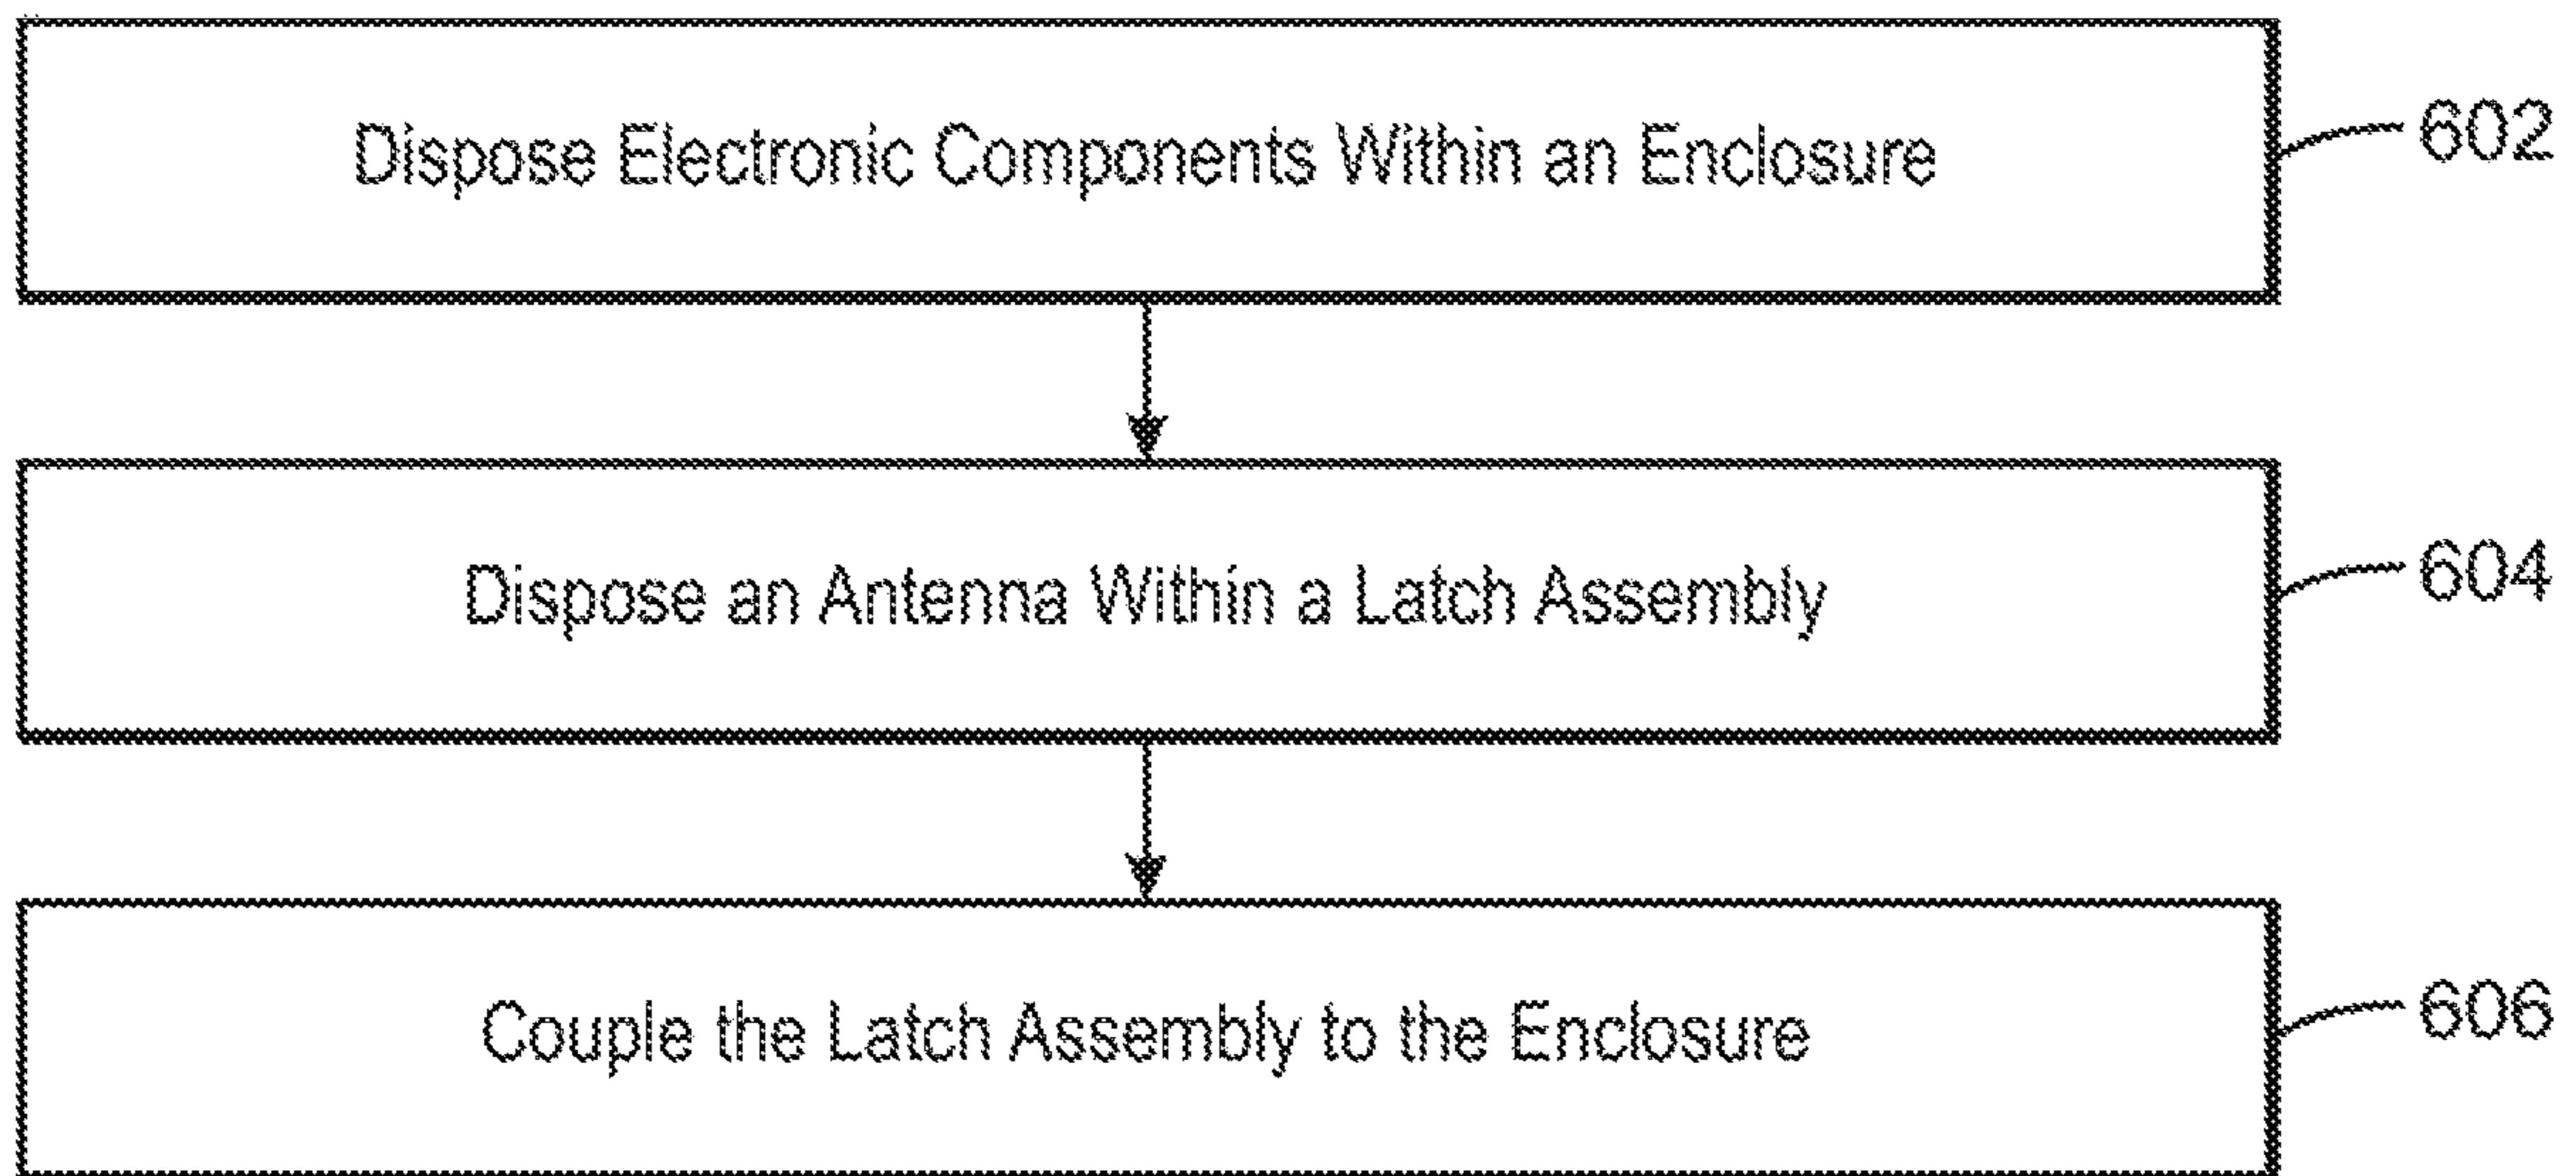 Dispose Electronic Components Within an Enclosure
602
Dispose an Antenna Within a Latch Assembly
604
Couple the Latch Assembly to the Enclosure
606